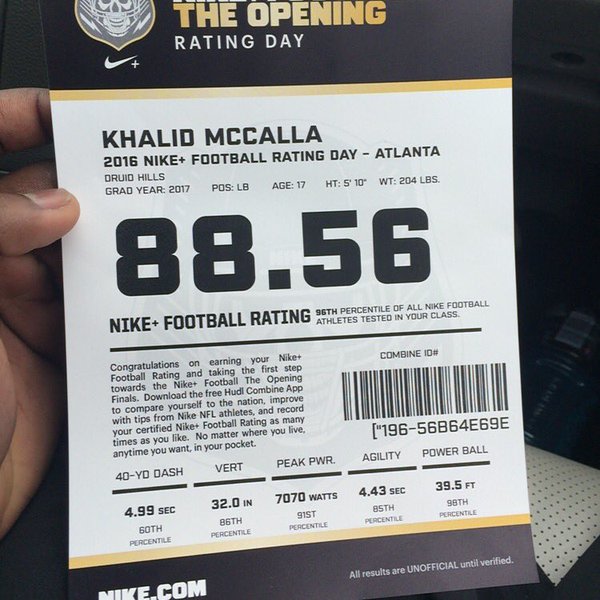 THE OPENING
RATING DAY
KHALID MCCALLA
2016 NIKE+ FOOTBALL RATING DAY - ATLANTA
DRUID HILLS
GRAD YEAR: 2017 POS: LB AGE: 17 HT: 5' 10" WT: 204 LBS.
88.56
NIKE+ FOOTBALL RATING
96TH PERCENTILE OF ALL NIKE FOOTBALL
ATHLETES TESTED IN YOUR CLASS.
Congratulations on earning your Nike+
Football Rating and taking the first step
towards the Nike+ Football The Opening
Finals. Download the free Hudl Combine App
to compare yourself to the nation, improve
with tips from Nike NFL athletes, and record
your certified Nike+ Football Rating as many
times as you like. No matter where you live,
anytime you want, in your pocket.
COMBINE ID#
["196-56B64E69E
40-YD DASH VERT PEAK PWR. AGILITY POWER BALL
4.99 SEC 32.0 IN 7070 WATTS 4.43 SEC 39.5 FT
60TH 86TH 91ST 85TH 98TH
PERCENTILE PERCENTILE PERCENTILE PERCENTILE PERCENTILE
NIKE.COM
All results are UNOFFICIAL until verified.